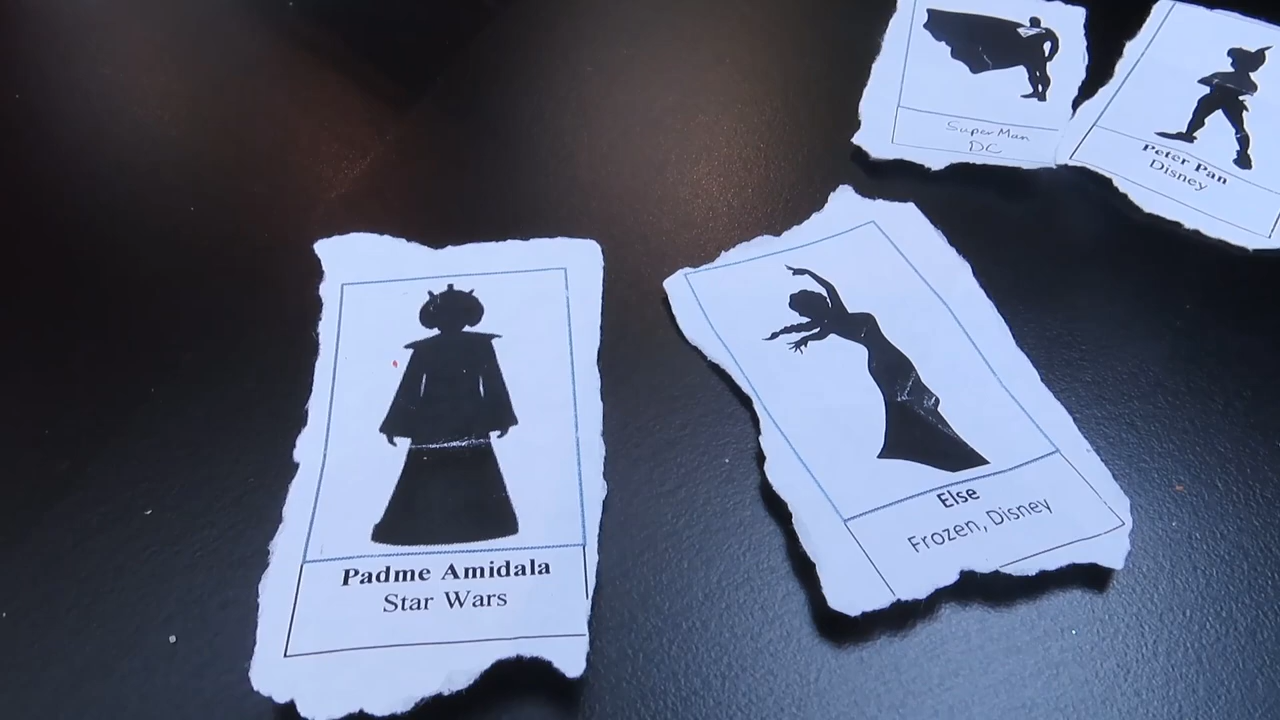 Super Man
DC
Peter Pan
Disney
Padme Amidala
Star Wars
Else
Frozen, Disney